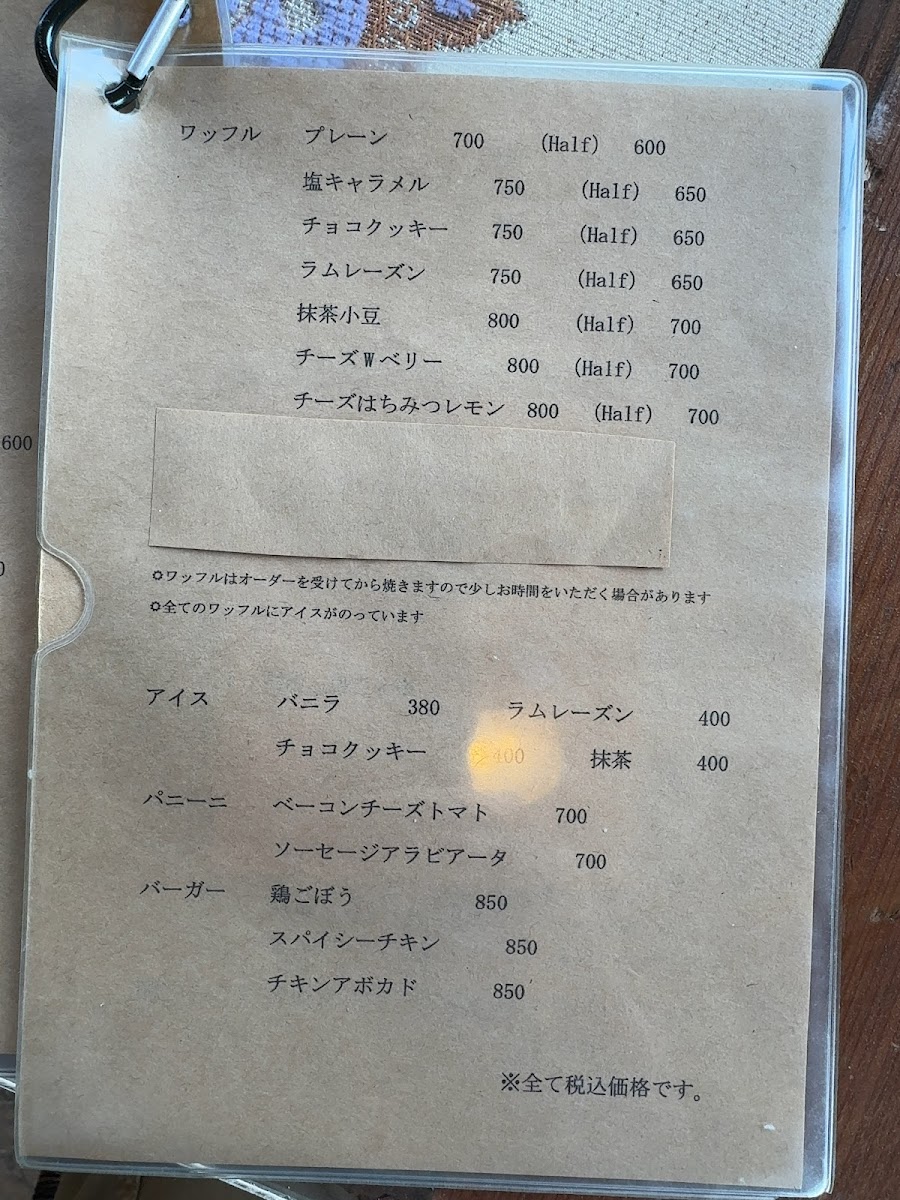 ワッフル プレーン 700 (Half) 600
塩キャラメル 750 (Half) 650
チョコクッキー 750 (Half) 650
ラムレーズン 750 (Half) 650
抹茶小豆 800 (Half) 700
チーズWベリー 800 (Half) 700
チーズはちみつレモン 800 (Half) 700
600
0
✿ワッフルはオーダーを受けてから焼きますので少しお時間をいただく場合があります
✿全てのワッフルにアイスがのっています
アイス バニラ 380 ラムレーズン 400
チョコクッキー 400 抹茶 400
パニーニ ベーコンチーズトマト 700
ソーセージアラビアータ 700
バーガー 鶏ごぼう 850
スパイシーチキン 850
チキンアボカド 850
※全て税込価格です。